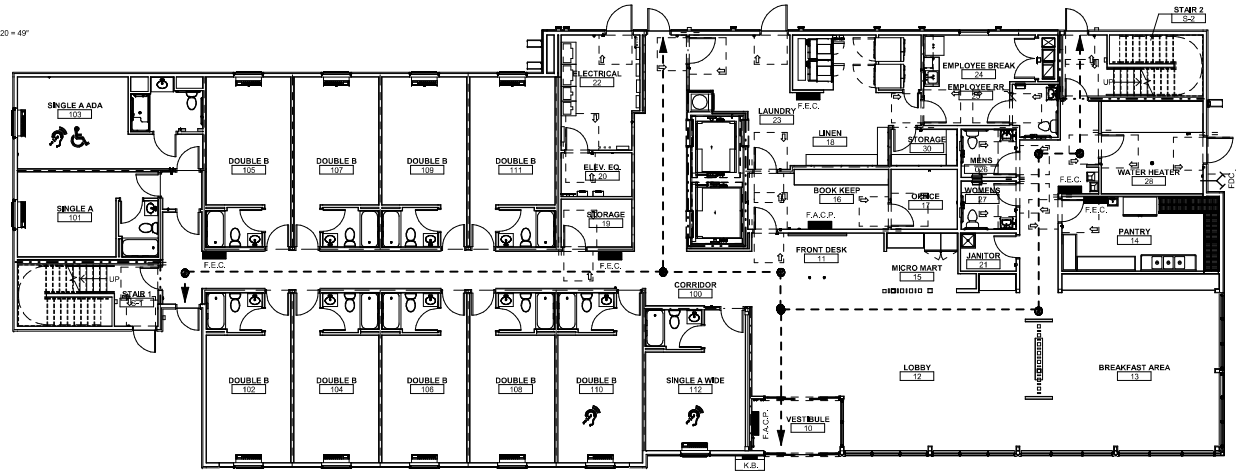 20 = 49"
STAIR 2
S-2
ELECTRICAL
22
EMPLOYEE BREAK
24
EMPLOYEE RR
SINGLE A ADA
103
F.E.C.
LAUNDRY
23
LINEN
18
STORAGE
30
MENS
026
DOUBLE B
105
DOUBLE B
107
DOUBLE B
109
DOUBLE B
111
ELEV. EQ.
20
WATER HEATER
28
FDC.
SINGLE A
101
BOOK KEEP
16
OFFICE
17
WOMENS
27
F.E.C.
STORAGE
19
F.A.C.P.
F.E.C.
PANTRY
14
FRONT DESK
11
F.E.C.
F.E.C.
MICRO MART
15
JANITOR
21
UP
UP
STAIR 1
S-1
CORRIDOR
100
DOUBLE B
102
DOUBLE B
104
DOUBLE B
106
DOUBLE B
108
DOUBLE B
110
SINGLE A WIDE
112
LOBBY
12
BREAKFAST AREA
13
F.A.C.P.
VESTIBULE
10
K.B.